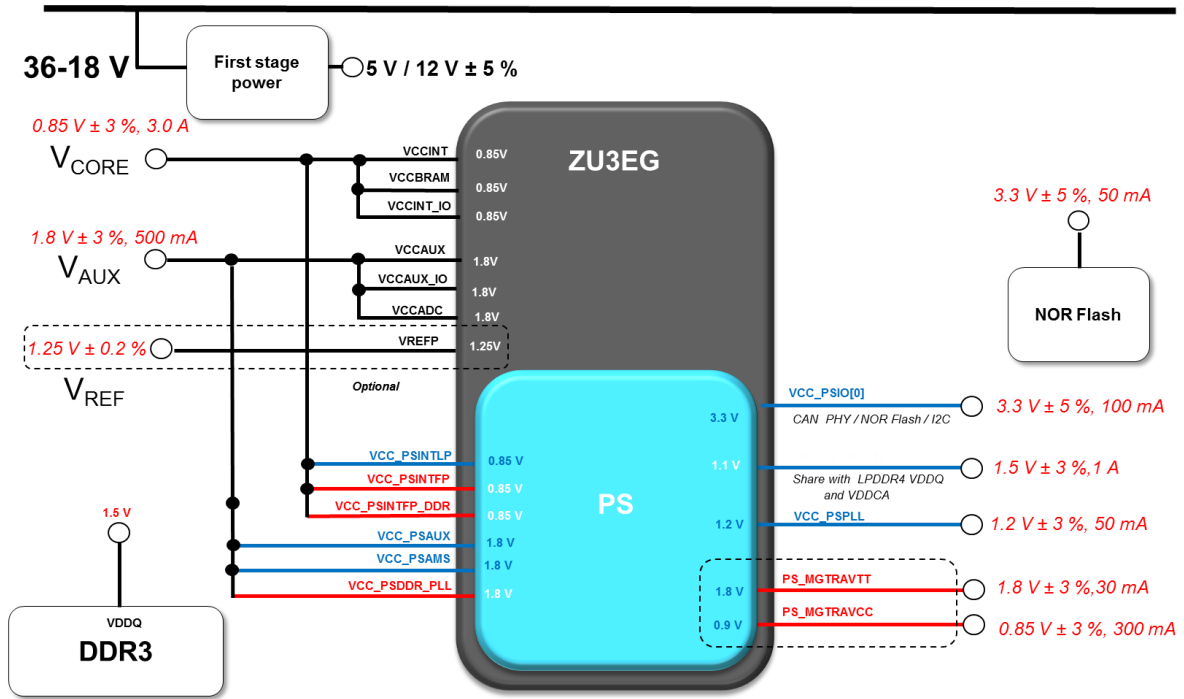 36-18 V
First stage
power
5 V / 12 V ± 5 %
0.85 V ± 3 %, 3.0 A
VCORE
VCCINT
0.85V
ZU3EG
VCCBRAM
0.85V
VCCINT_IO
0.85V
3.3 V ± 5 %, 50 mA
1.8 V ± 3 %, 500 mA
VAUX
VCCAUX
1.8V
VCCAUX_IO
1.8V
VCCADC
1.8V
NOR Flash
1.25 V ± 0.2 %
VREFP
1.25V
VREF
Optional
VCC_PSIO[0]
3.3 V
3.3 V ± 5 %, 100 mA
CAN PHY / NOR Flash / I2C
VCC_PSINTLP
0.85 V
1.1 V
1.5 V ± 3 %,1 A
Share with LPDDR4 VDDQ
and VDDCA
VCC_PSINTFP
0.85 V
PS
VCC_PSINTFP_DDR
0.85 V
VCC_PSPLL
1.2 V
1.2 V ± 3 %, 50 mA
1.5 V
VCC_PSAUX
1.8 V
VCC_PSAMS
1.8 V
VCC_PSDDR_PLL
1.8 V
PS_MGTRAVTT
1.8 V
1.8 V ± 3 %,30 mA
PS_MGTRAVCC
0.9 V
0.85 V ± 3 %, 300 mA
VDDQ
DDR3